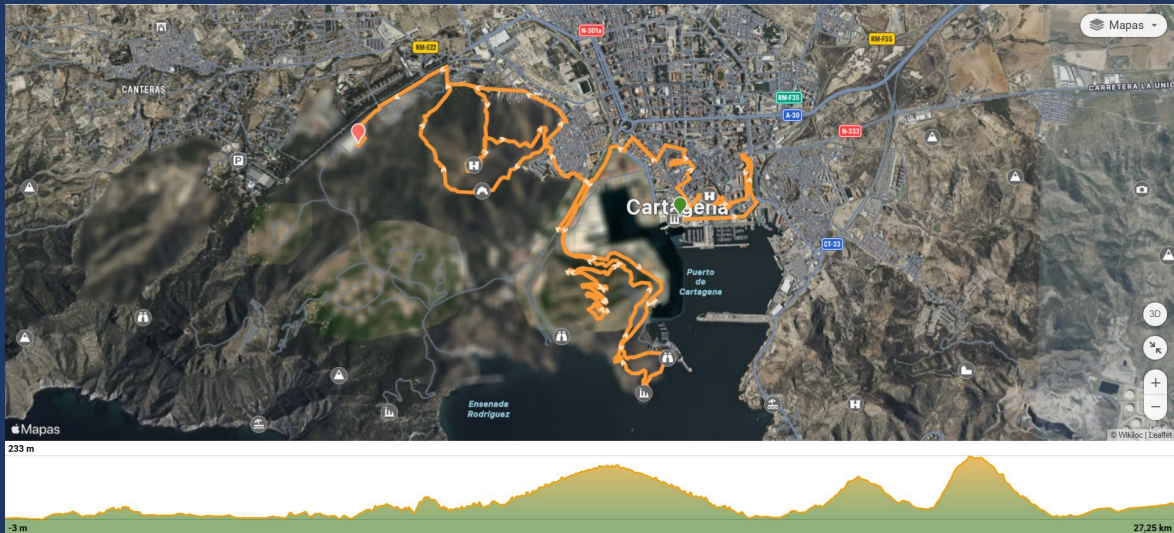 Mapas
N-301a
RM-E22
RM-F55
CANTERAS
CARRETERA LA UNIÓ
RM-F35
A-30
N-332
Cartagena
CT-33
Puerto
de
Cartagena
3D
Ensenada
Rodríguez
+
−
Mapas
© Wikiloc | Leaflet
233 m
-3 m
27,25 km